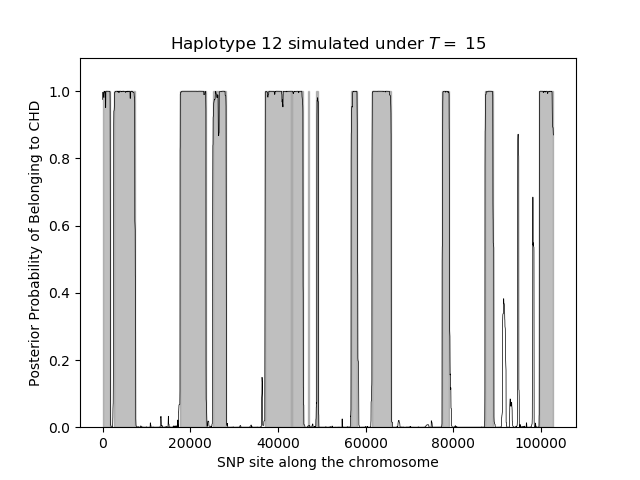 Haplotype 12 simulated under T = 15
Posterior Probability of Belonging to CHD
1.0
0.8
0.6
0.4
0.2
0.0
0 20000 40000 60000 80000 100000
SNP site along the chromosome